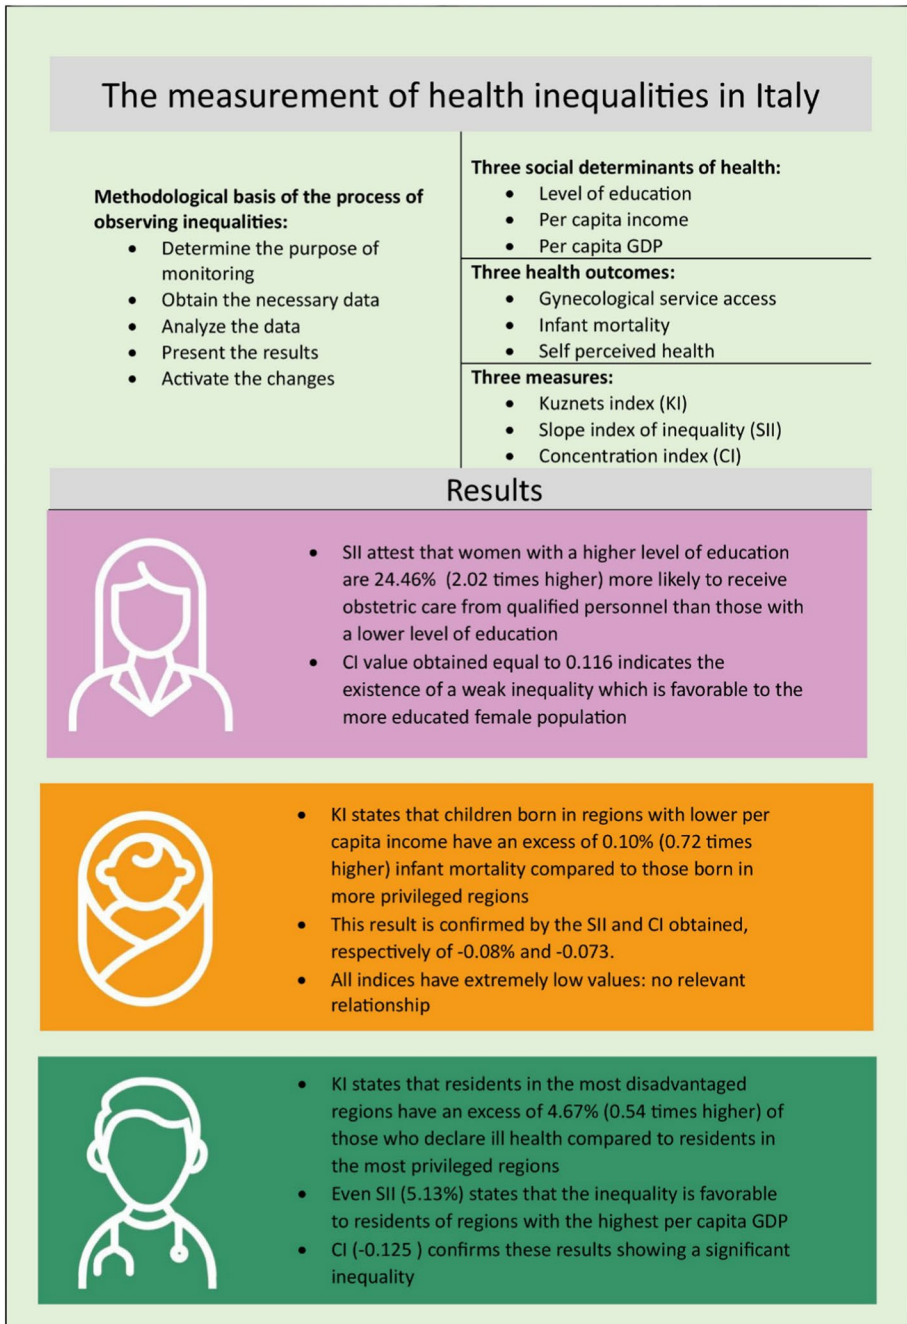 The measurement of health inequalities in Italy
Methodological basis of the process of
observing inequalities:
• Determine the purpose of
monitoring
• Obtain the necessary data
• Analyze the data
• Present the results
• Activate the changes
Three social determinants of health:
• Level of education
• Per capita income
• Per capita GDP
Three health outcomes:
• Gynecological service access
• Infant mortality
• Self perceived health
Three measures:
• Kuznets index (KI)
• Slope index of inequality (SII)
• Concentration index (CI)
Results
• SII attest that women with a higher level of education
are 24.46% (2.02 times higher) more likely to receive
obstetric care from qualified personnel than those with
a lower level of education
• CI value obtained equal to 0.116 indicates the
existence of a weak inequality which is favorable to the
more educated female population
• KI states that children born in regions with lower per
capita income have an excess of 0.10% (0.72 times
higher) infant mortality compared to those born in
more privileged regions
• This result is confirmed by the SII and CI obtained,
respectively of -0.08% and -0.073.
• All indices have extremely low values: no relevant
relationship
• KI states that residents in the most disadvantaged
regions have an excess of 4.67% (0.54 times higher) of
those who declare ill health compared to residents in
the most privileged regions
• Even SII (5.13%) states that the inequality is favorable
to residents of regions with the highest per capita GDP
• CI (-0.125 ) confirms these results showing a significant
inequality